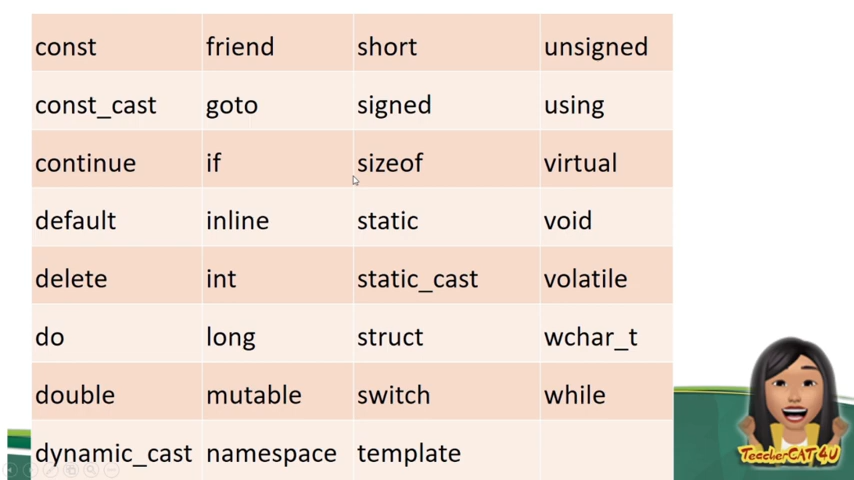 const friend short unsigned
const_cast goto signed using
continue if sizeof virtual
default inline static void
delete int static_cast volatile
do long struct wchar_t
double mutable switch while
dynamic_cast namespace template
TeacherCAT4U